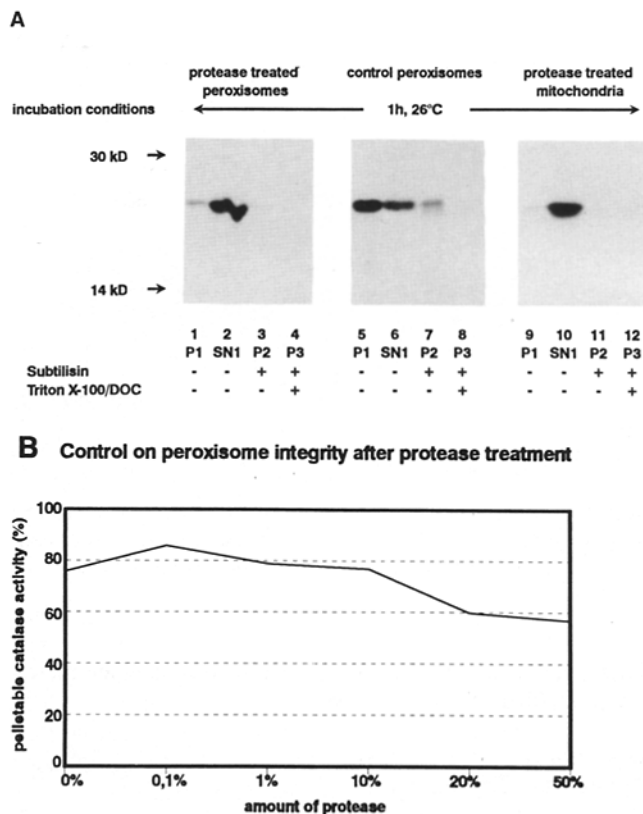 A
protease treated peroxisomes
control peroxisomes
protease treated mitochondria
incubation conditions
1h, 26°C
30 kD
14 kD
1 2 3 4 5 6 7 8 9 10 11 12
P1 SN1 P2 P3 P1 SN1 P2 P3 P1 SN1 P2 P3
Subtilisin - - + + - - + + - - + +
Triton X-100/DOC - - - + - - - + - - - +
B Control on peroxisome integrity after protease treatment
pelletable catalase activity (%)
100
80
60
40
20
0
0% 0,1% 1% 10% 20% 50%
amount of protease